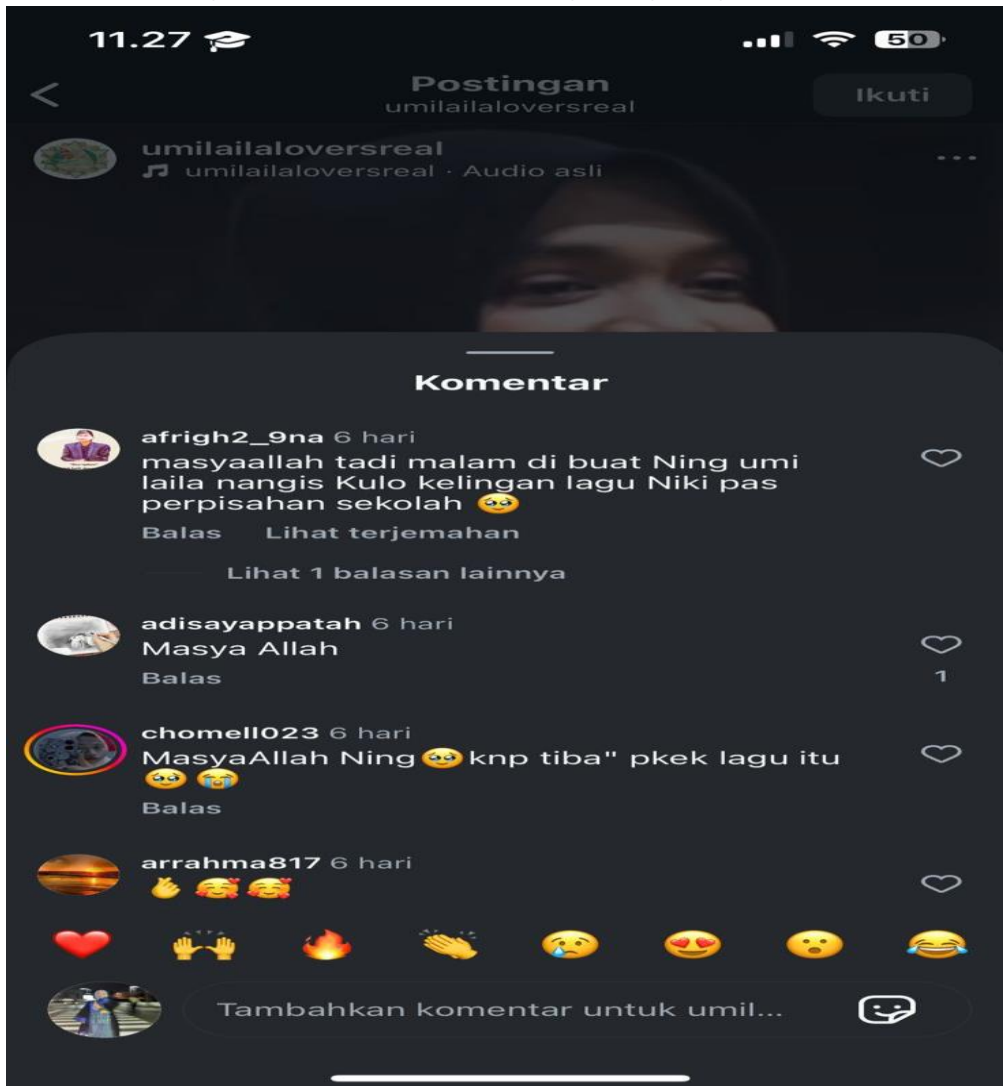 11.27
50
Postingan
umilailaloversreal
Ikuti
umilailaloversreal
umilailaloversreal · Audio asli
Komentar
afrigh2_9na 6 hari
masyaallah tadi malam di buat Ning umi
laila nangis Kulo kelingan lagu Niki pas
perpisahan sekolah 🥹
Balas Lihat terjemahan
Lihat 1 balasan lainnya
adisayappatah 6 hari
Masya Allah
Balas
1
chomell023 6 hari
MasyaAllah Ning🥹knp tiba" pkek lagu itu
🥹😭
Balas
arrahma817 6 hari
🫰🥰🥰
❤️🙌🔥👏😢😍😮😂
Tambahkan komentar untuk umil...